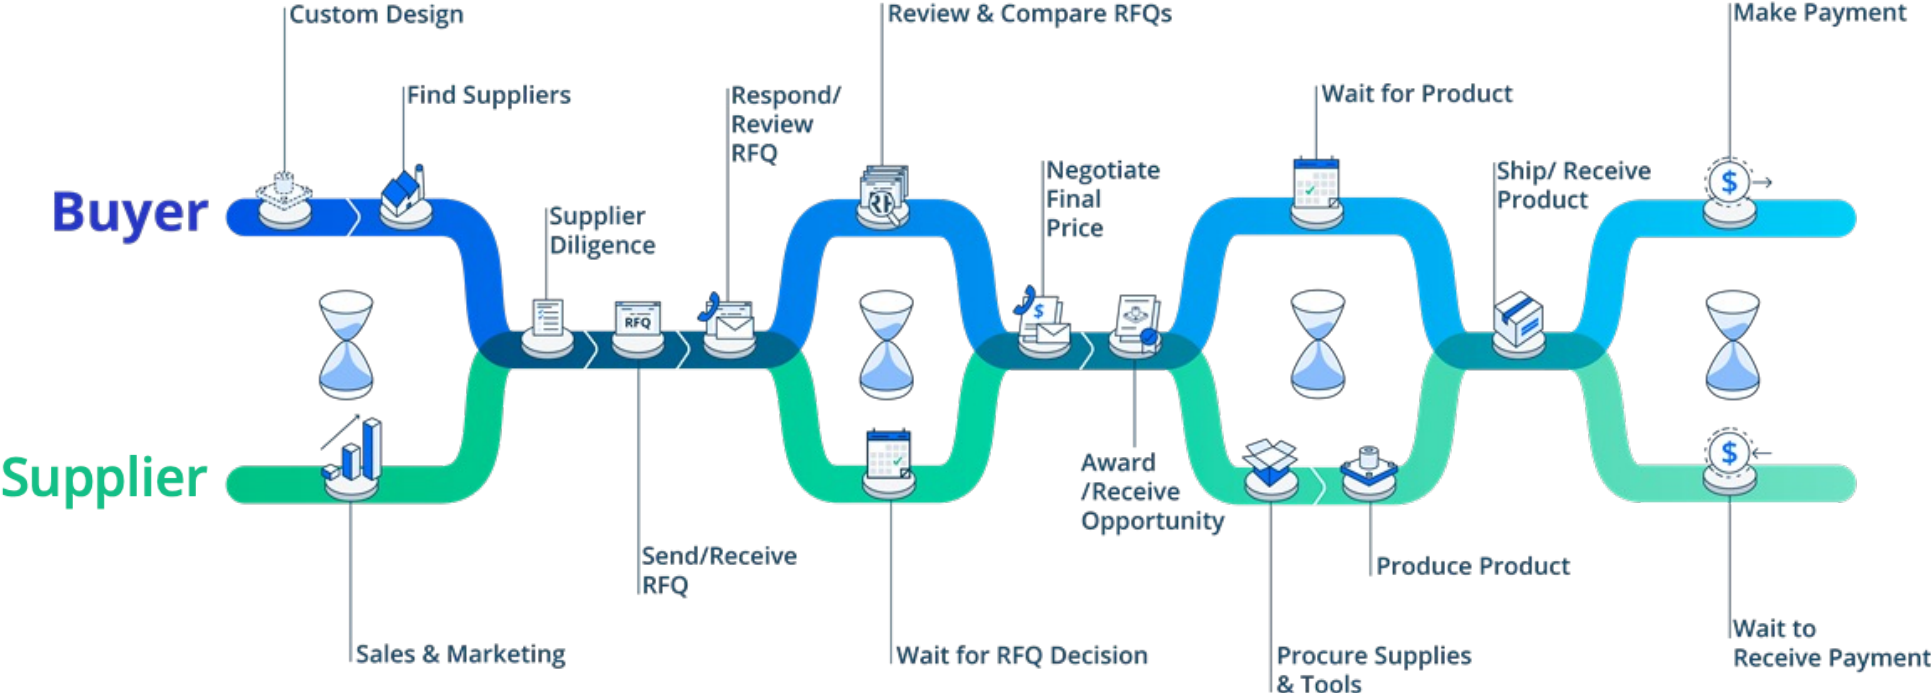 Custom Design
Review & Compare RFQs
Make Payment
Find Suppliers
Respond/
Review
RFQ
Wait for Product
Negotiate
Final
Price
Ship/ Receive
Product
Buyer
Supplier
Diligence
$
RFQ
$
RF
$
Supplier
Award
/Receive
Opportunity
Send/Receive
RFQ
Produce Product
Sales & Marketing
Wait for RFQ Decision
Procure Supplies
& Tools
Wait to
Receive Payment